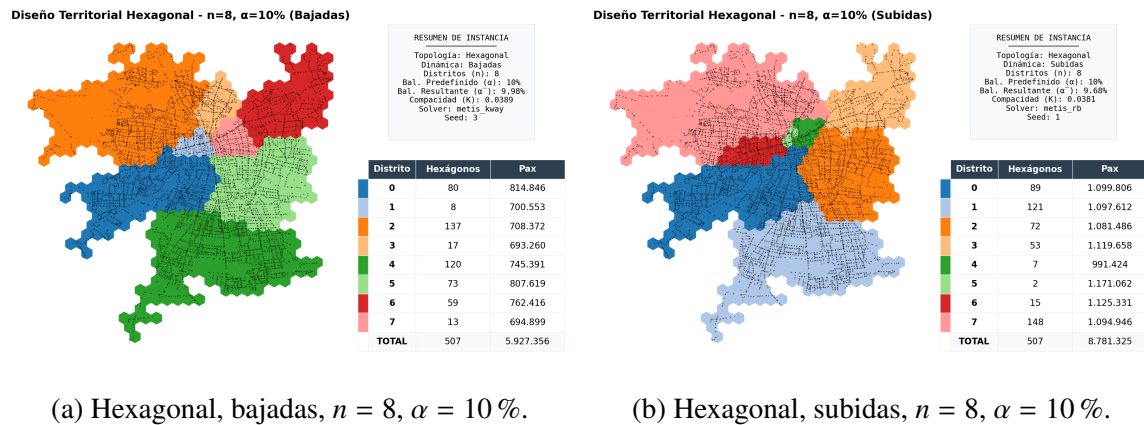 Diseño Territorial Hexagonal - n=8, α=10% (Bajadas)
RESUMEN DE INSTANCIA
Topología: Hexagonal
Dinámica: Bajadas
Distritos (n): 8
Bal. Predefinido (α): 10%
Bal. Resultante (α̅): 9.98%
Compacidad (K): 0.0389
Solver: metis_kway
Seed: 3
Distrito Hexágonos Pax
0 80 814.846
1 8 700.553
2 137 708.372
3 17 693.260
4 120 745.391
5 73 807.619
6 59 762.416
7 13 694.899
TOTAL 507 5.927.356
(a) Hexagonal, bajadas, n = 8, α = 10 %.
Diseño Territorial Hexagonal - n=8, α=10% (Subidas)
RESUMEN DE INSTANCIA
Topología: Hexagonal
Dinámica: Subidas
Distritos (n): 8
Bal. Predefinido (α): 10%
Bal. Resultante (α̅): 9.68%
Compacidad (K): 0.0381
Solver: metis_rb
Seed: 1
Distrito Hexágonos Pax
0 89 1.099.806
1 121 1.097.612
2 72 1.081.486
3 53 1.119.658
4 7 991.424
5 2 1.171.062
6 15 1.125.331
7 148 1.094.946
TOTAL 507 8.781.325
(b) Hexagonal, subidas, n = 8, α = 10 %.